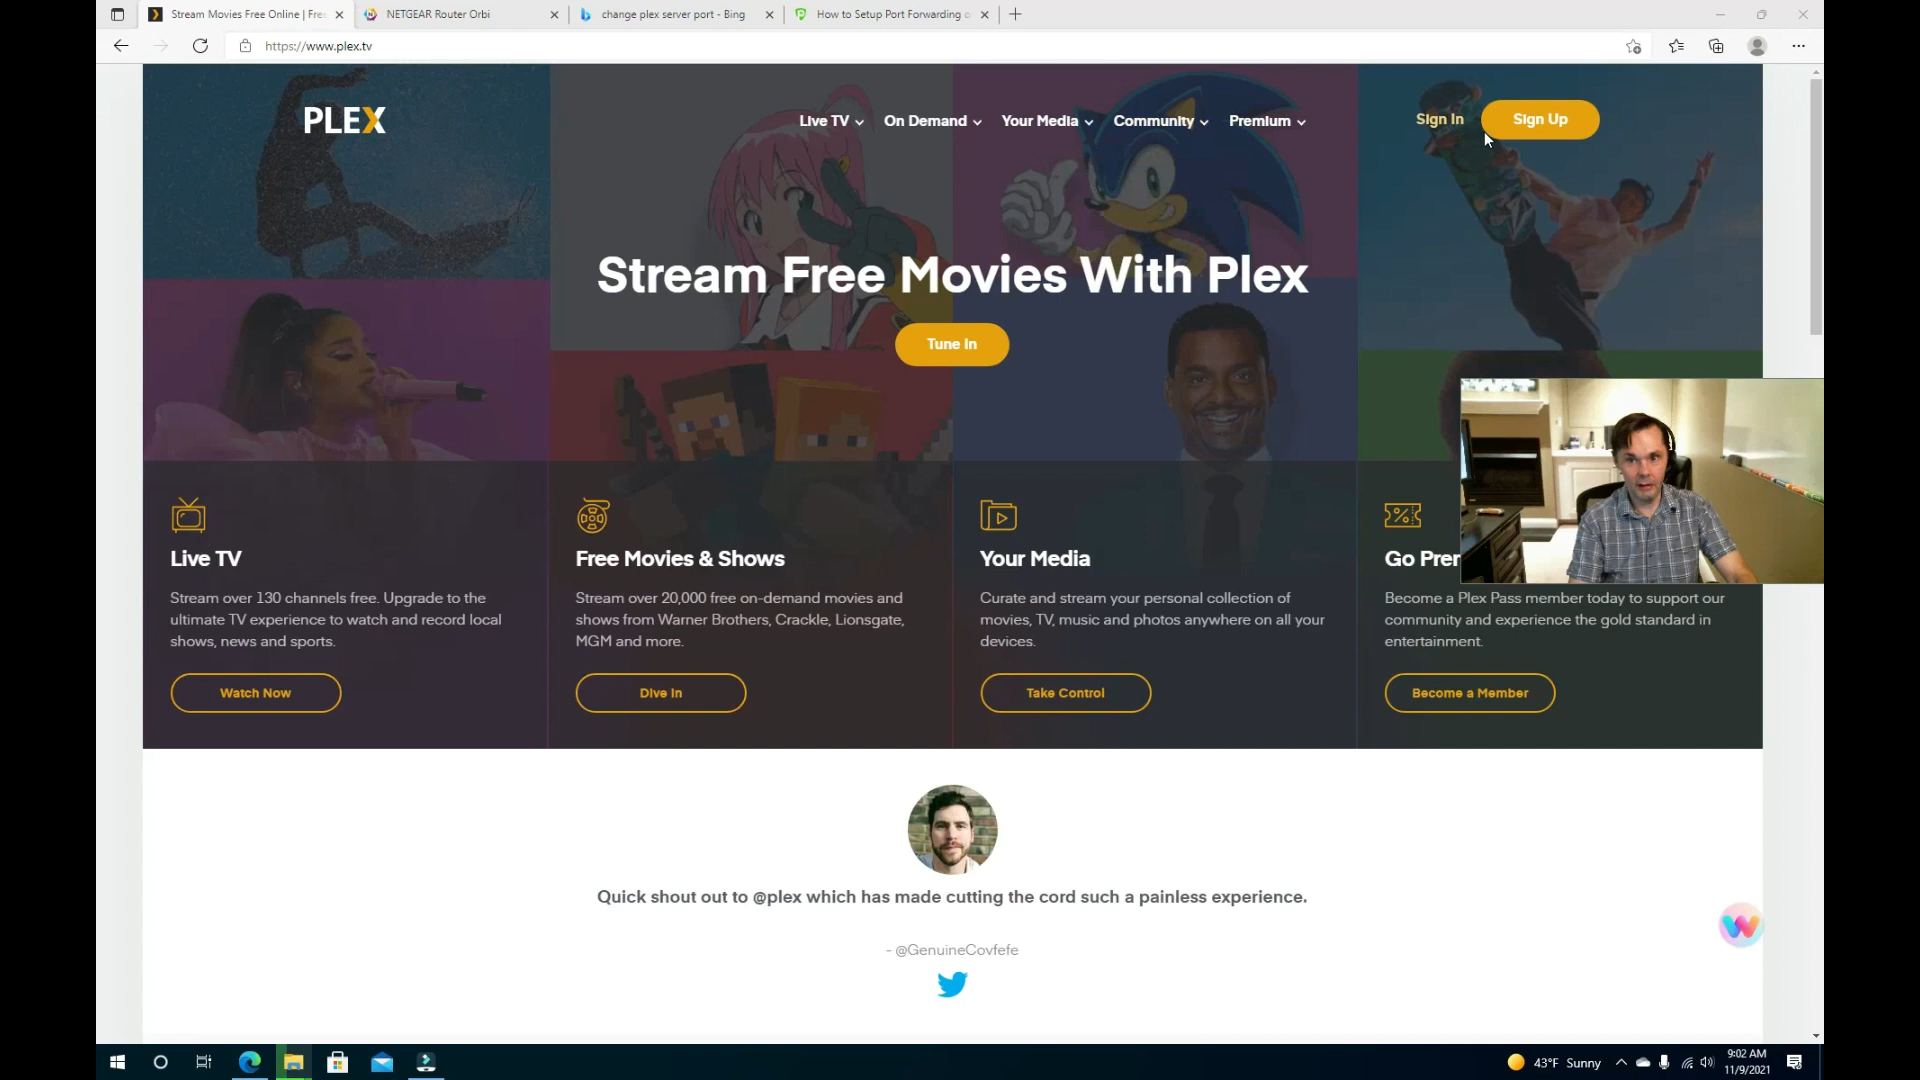 Stream Movies Free Online | Free
NETGEAR Router Orbi
change plex server port - Bing
How to Setup Port Forwarding o
https://www.plex.tv
PLEX
Live TV
On Demand
Your Media
Community
Premium
Sign In
Sign Up
Stream Free Movies With Plex
Tune In
Live TV
Stream over 130 channels free. Upgrade to the
ultimate TV experience to watch and record local
shows, news and sports.
Watch Now
Free Movies & Shows
Stream over 20,000 free on-demand movies and
shows from Warner Brothers, Crackle, Lionsgate,
MGM and more.
Dive In
Your Media
Curate and stream your personal collection of
movies, TV, music and photos anywhere on all your
devices.
Take Control
Go Prem
Become a Plex Pass member today to support our
community and experience the gold standard in
entertainment.
Become a Member
Quick shout out to @plex which has made cutting the cord such a painless experience.
- @GenuineCovfefe
43°F Sunny
9:02 AM
11/9/2021